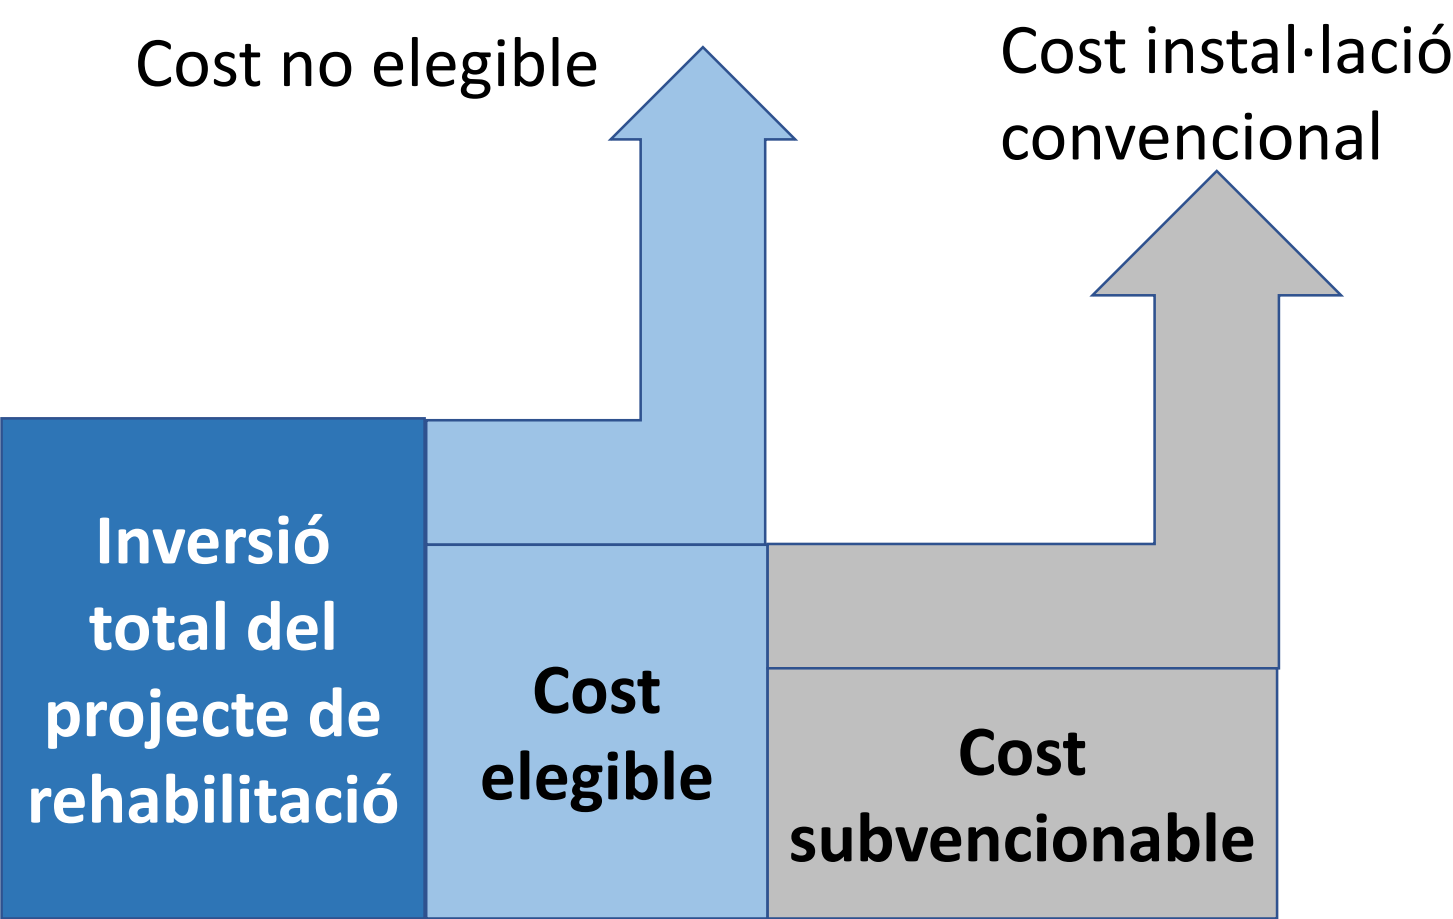 Cost no elegible
Cost instal·lació
convencional
Inversió
total del
projecte de
rehabilitació
Cost
elegible
Cost
subvencionable